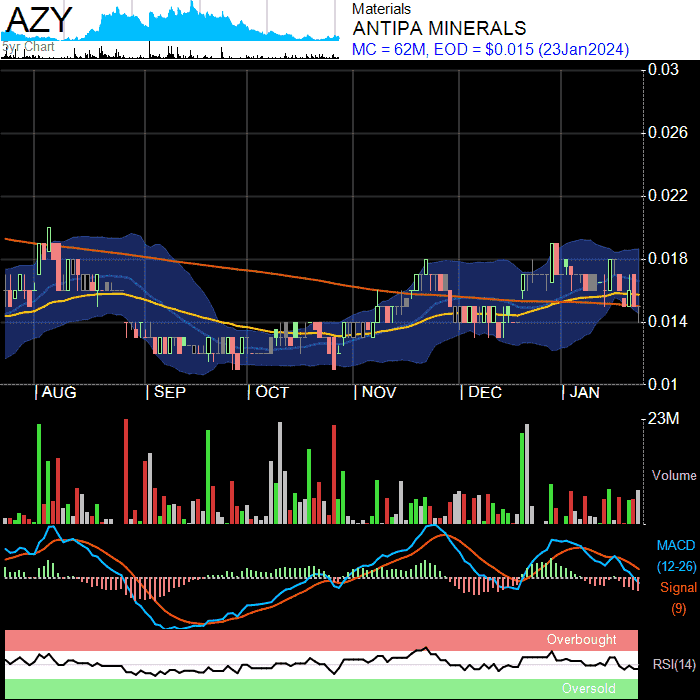 AZY
5yr Chart
Materials
ANTIPA MINERALS
MC = 62M, EOD = $0.015 (23Jan2024)
0.03
0.026
0.022
0.018
0.014
0.01
AUG SEP OCT NOV DEC JAN
23M
Volume
MACD
(12-26)
Signal
(9)
Overbought
RSI(14)
Oversold